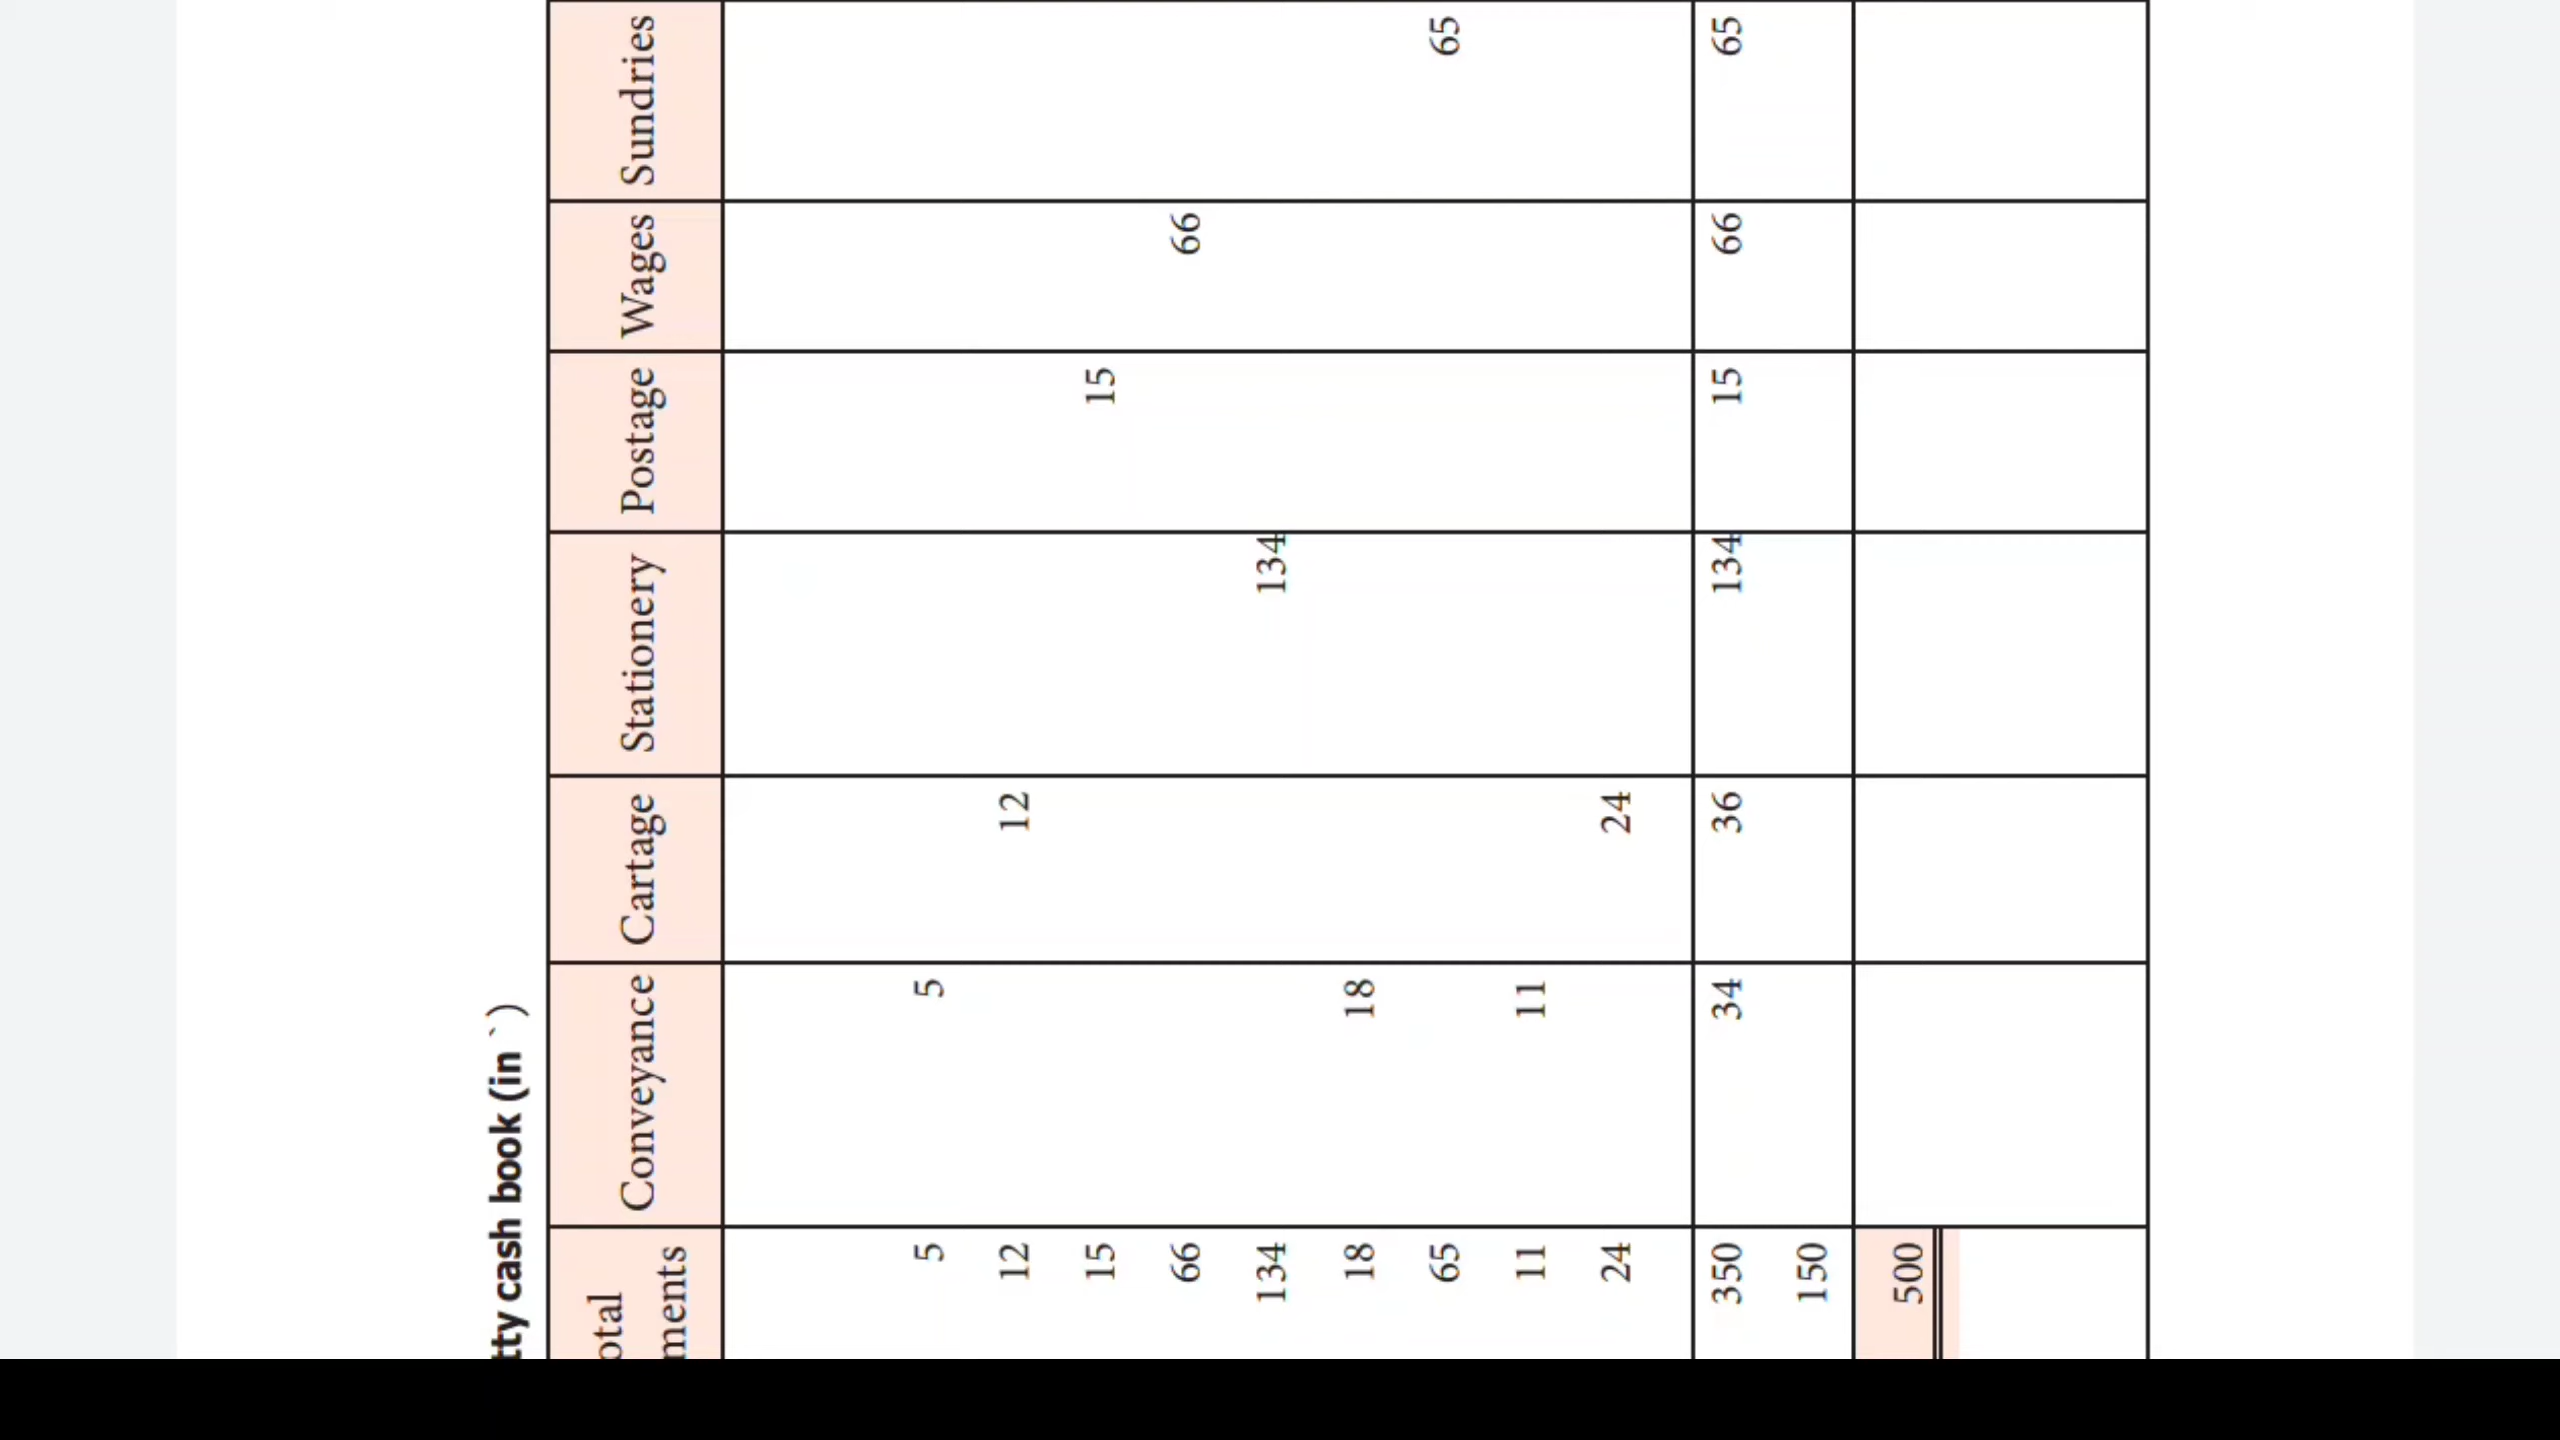 tty cash book (in `)
otal
ments Conveyance Cartage Stationery Postage Wages Sundries
5 5
12 12
15 15
66 66
134 134
18 18
65 65
11 11
24 24
350 34 36 134 15 66 65
150
500